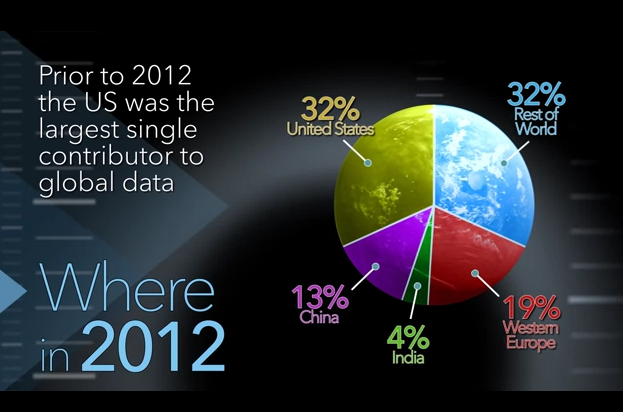 Prior to 2012
the US was the
largest single
contributor to
global data
Where
in 2012
32%
United States
32%
Rest of
World
13%
China
4%
India
19%
Western
Europe